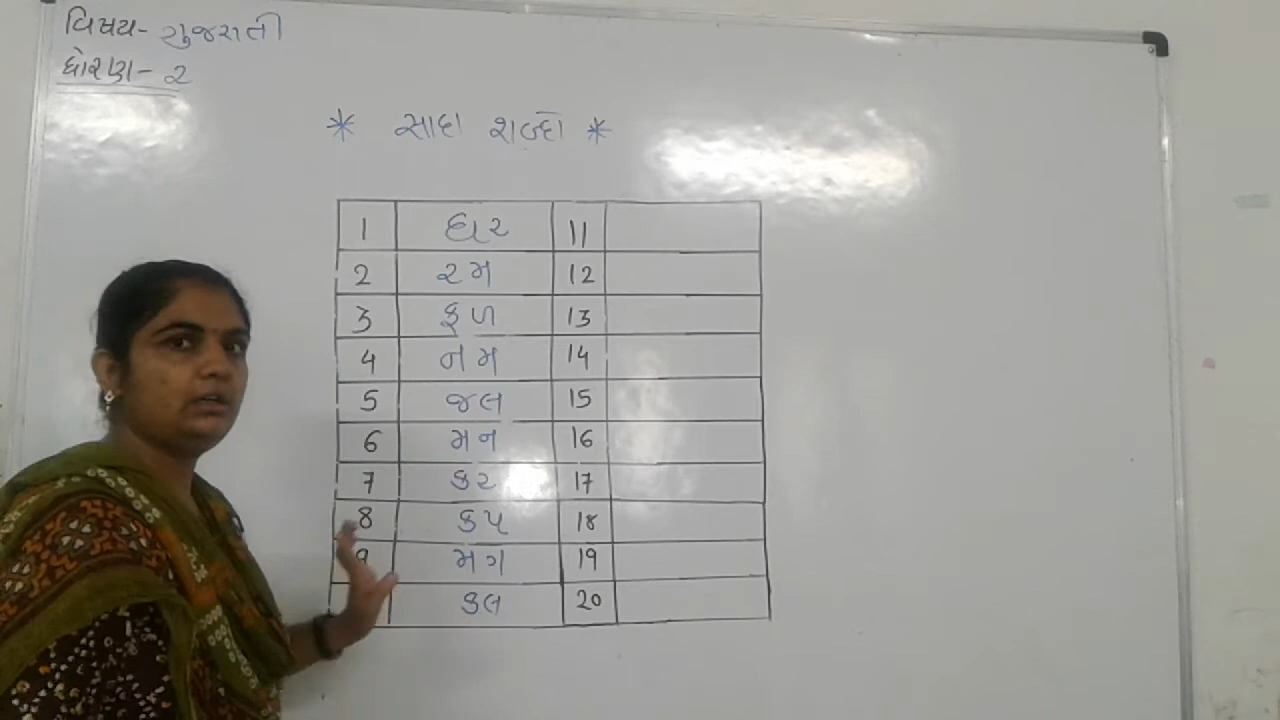 વિષય- ગુજરાતી
ધોરણ- ૨
* સાદા શબ્દો *
1 ઘર 11
2 રમ 12
3 ફળ 13
4 નમ 14
5 જલ 15
6 મન 16
7 કર 17
8 કપ 18
9 મગ 19
કલ 20